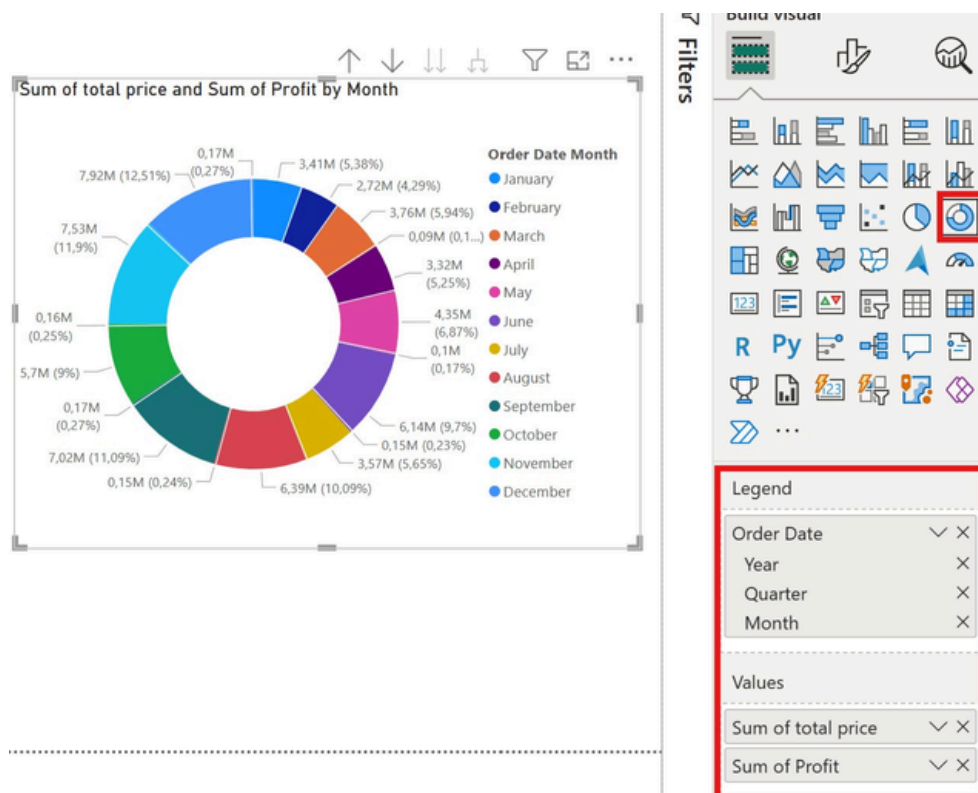 Build visual
Filters
Sum of total price and Sum of Profit by Month
0,17M
(0,27%)
3,41M (5,38%)
2,72M (4,29%)
3,76M (5,94%)
0,09M (0,1...)
3,32M
(5,25%)
4,35M
(6,87%)
0,1M
(0,17%)
6,14M (9,7%)
0,15M (0,23%)
3,57M (5,65%)
6,39M (10,09%)
0,15M (0,24%)
7,02M (11,09%)
0,17M
(0,27%)
5,7M (9%)
0,16M
(0,25%)
7,53M
(11,9%)
7,92M (12,51%)
Order Date Month
January
February
March
April
May
June
July
August
September
October
November
December
123
R Py
123
Legend
Order Date
Year
Quarter
Month
Values
Sum of total price
Sum of Profit